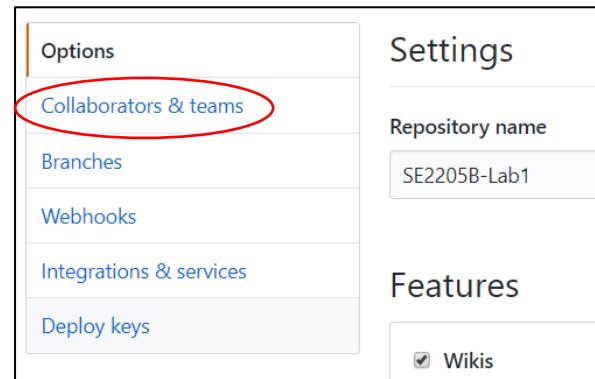 Options
Collaborators & teams
Branches
Webhooks
Integrations & services
Deploy keys
Settings
Repository name
SE2205B-Lab1
Features
Wikis